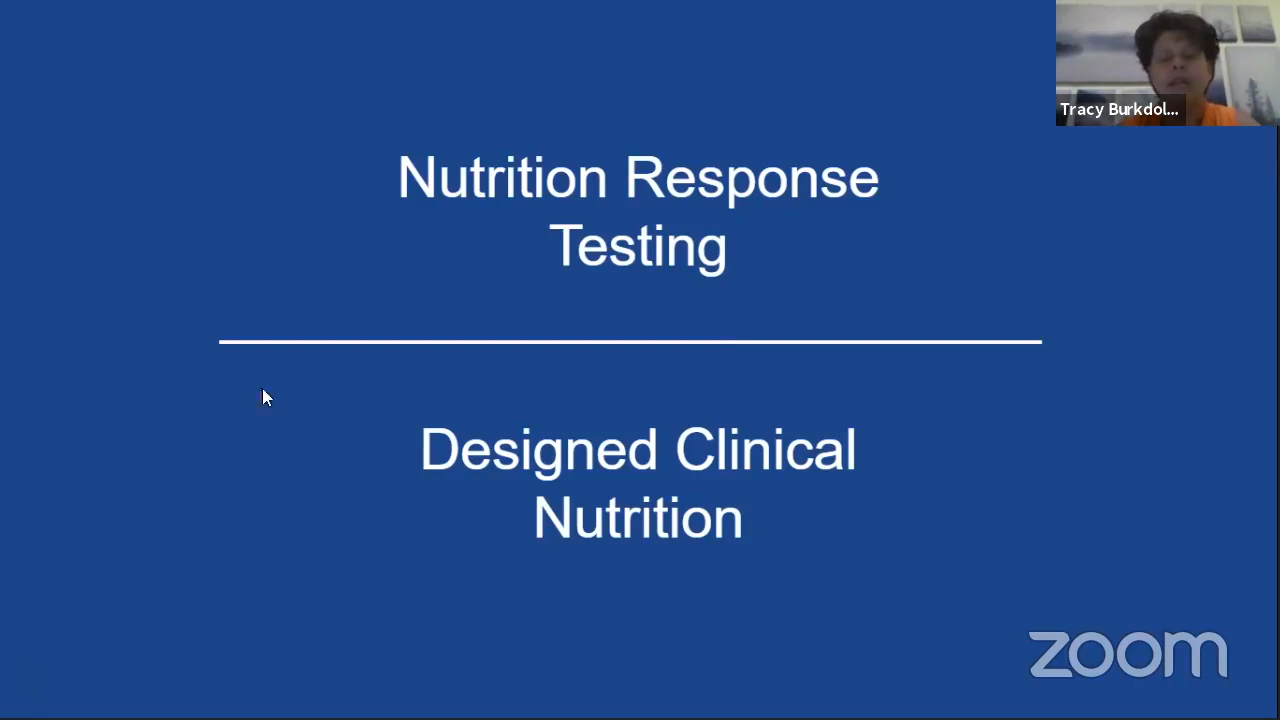 Tracy Burkdol...
Nutrition Response
Testing
Designed Clinical
Nutrition
zoom